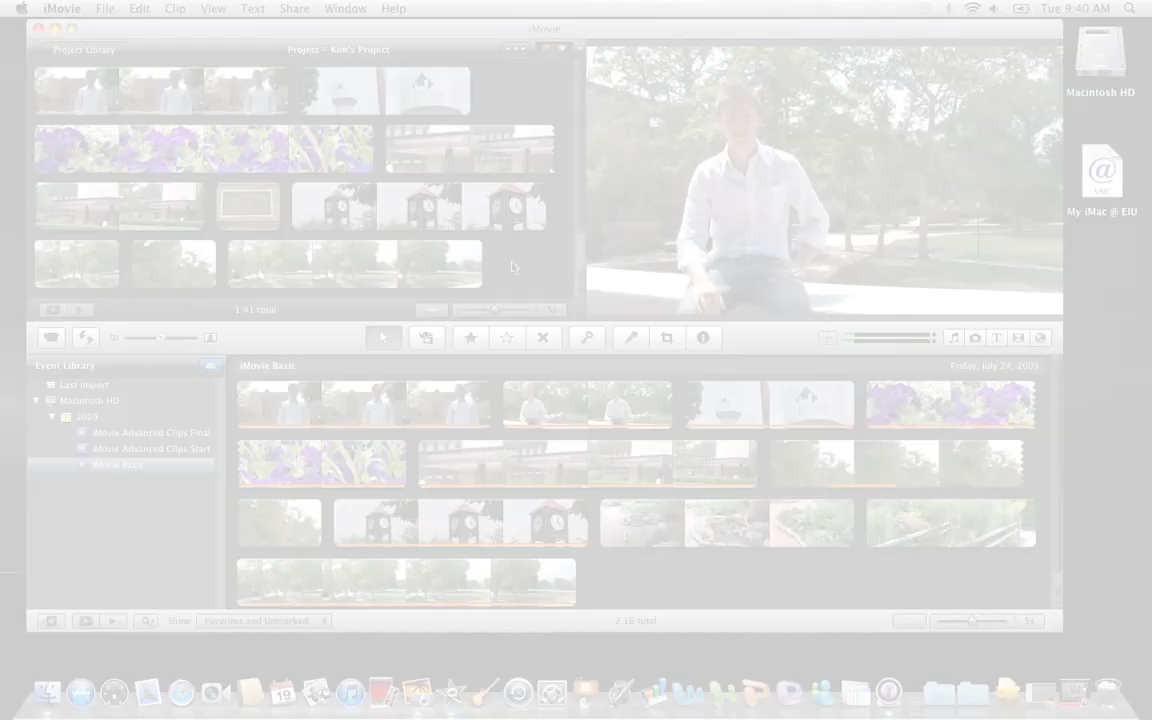 iMovie File Edit Clip View Text Share Window Help Tue 9:40 AM
iMovie
Project Library Project - Kim's Project
Macintosh HD
VNC
My iMac @ EIU
1:41 total
Event Library iMovie Basic Friday, July 24, 2009
Last Import
Macintosh HD
2009
iMovie Advanced Clips Final
iMovie Advanced Clips Start
iMovie Basic
Show: Favorites and Unmarked 2:16 total 5s
19